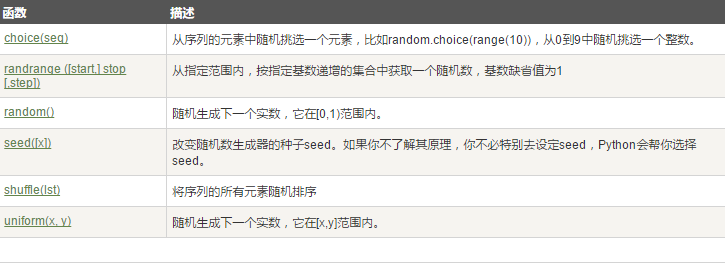 函数 描述
choice(seq) 从序列的元素中随机挑选一个元素，比如random.choice(range(10))，从0到9中随机挑选一个整数。
randrange ([start,] stop
[,step]) 从指定范围内，按指定基数递增的集合中获取一个随机数，基数缺省值为1
random() 随机生成下一个实数，它在[0,1)范围内。
seed([x]) 改变随机数生成器的种子seed。如果你不了解其原理，你不必特别去设定seed，Python会帮你选择
seed。
shuffle(lst) 将序列的所有元素随机排序
uniform(x, y) 随机生成下一个实数，它在[x,y]范围内。